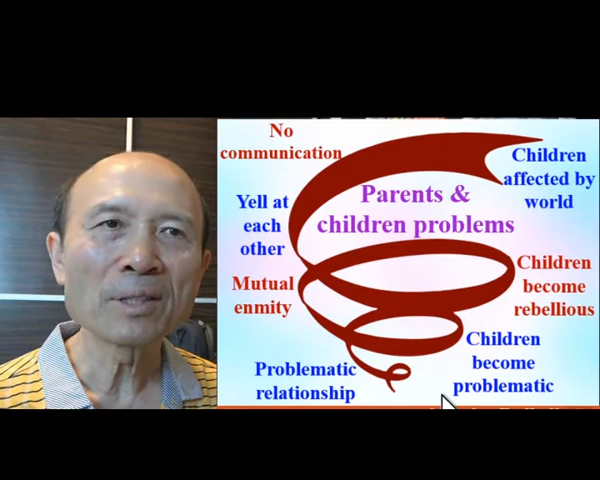 No
communication
Children
affected by
world
Parents &
children problems
Yell at
each
other
Children
become
rebellious
Mutual
enmity
Children
become
problematic
Problematic
relationship